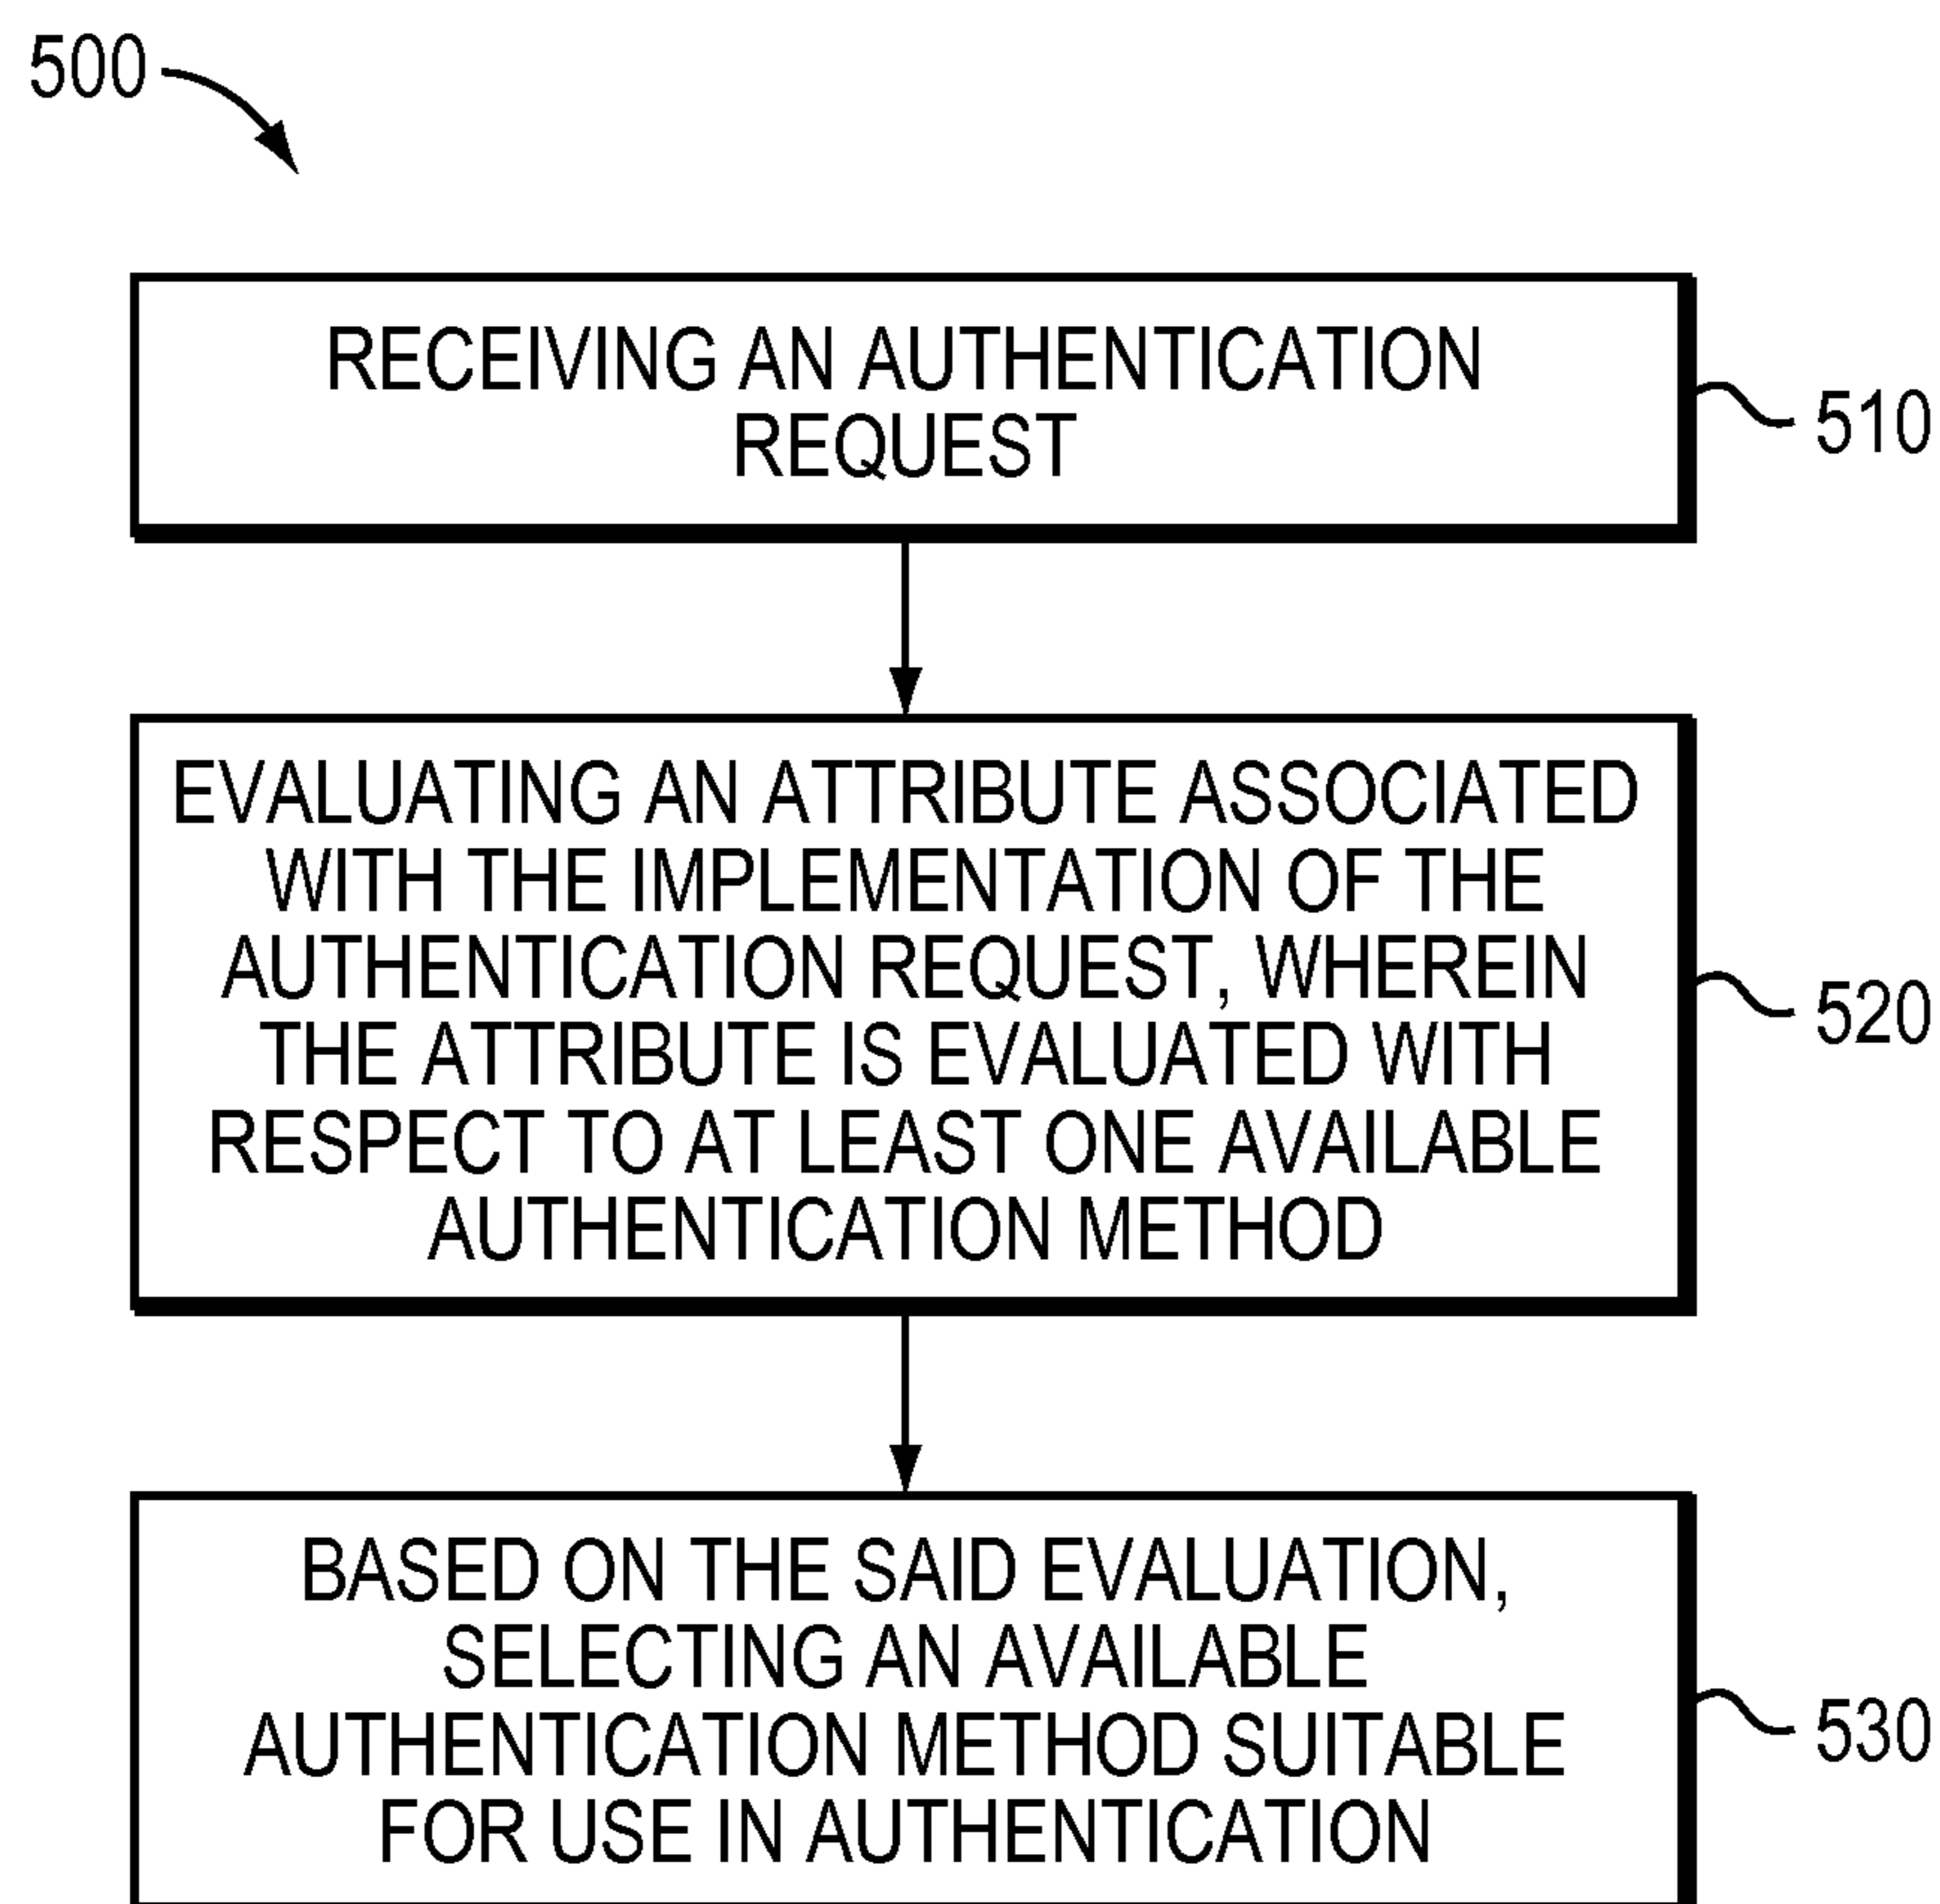 500
RECEIVING AN AUTHENTICATION
REQUEST
510
EVALUATING AN ATTRIBUTE ASSOCIATED
WITH THE IMPLEMENTATION OF THE
AUTHENTICATION REQUEST, WHEREIN
THE ATTRIBUTE IS EVALUATED WITH
RESPECT TO AT LEAST ONE AVAILABLE
AUTHENTICATION METHOD
520
BASED ON THE SAID EVALUATION,
SELECTING AN AVAILABLE
AUTHENTICATION METHOD SUITABLE
FOR USE IN AUTHENTICATION
530